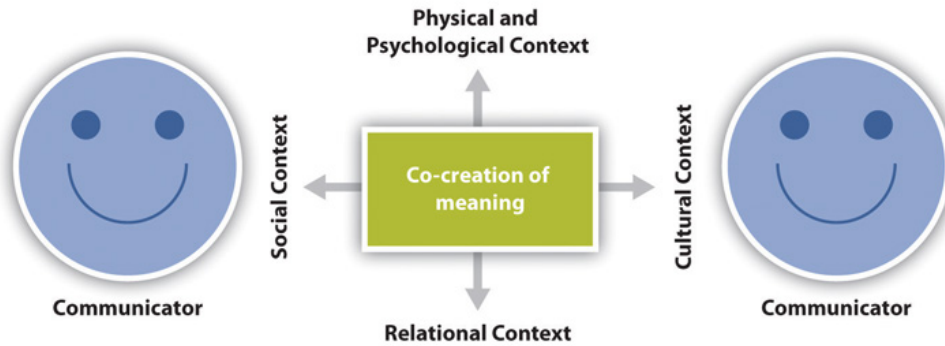 Physical and
Psychological Context
Social Context
Co-creation of
meaning
Cultural Context
Communicator
Communicator
Relational Context